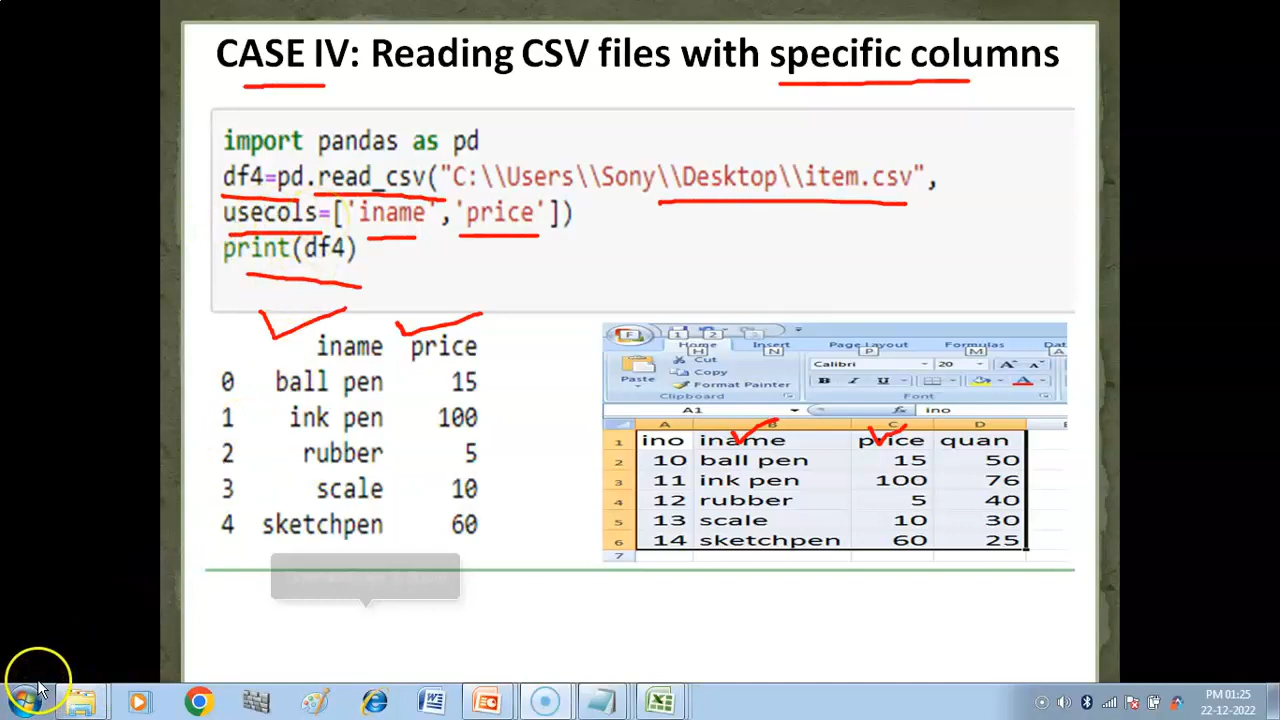 CASE IV: Reading CSV files with specific columns
import pandas as pd
df4=pd.read_csv("C:\\Users\\Sony\\Desktop\\item.csv",
usecols=['iname','price'])
print(df4)
iname price
0 ball pen 15
1 ink pen 100
2 rubber 5
3 scale 10
4 sketchpen 60
F 1 2
Home Insert Page Layout Formulas
H N P M A
Paste
Cut
Copy
Format Painter
Clipboard
Calibri 20 A A
B I U A
Font
A1 fx ino
A B C D E
1 ino iname price quan
2 10 ball pen 15 50
3 11 ink pen 100 76
4 12 rubber 5 40
5 13 scale 10 30
6 14 sketchpen 60 25
7
PM 01:25
22-12-2022